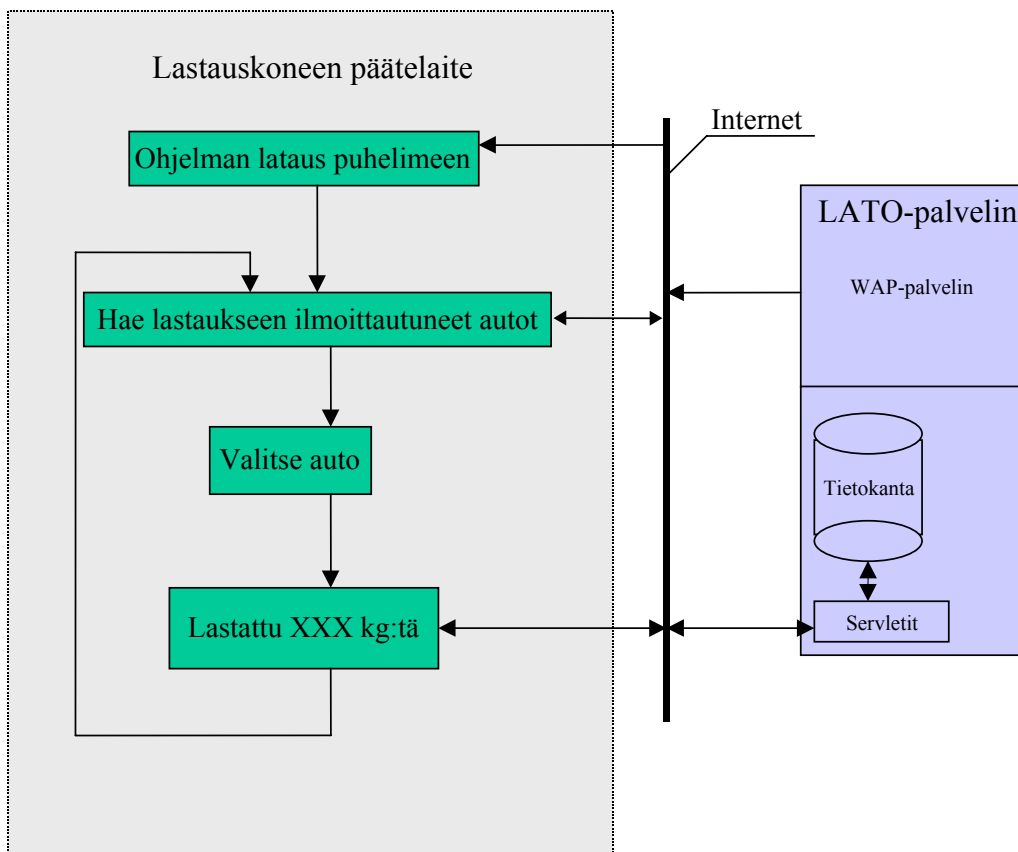 Lastauskoneen päätelaite
Internet
Ohjelman lataus puhelimeen
LATO-palvelin
WAP-palvelin
Hae lastaukseen ilmoittautuneet autot
Valitse auto
Tietokanta
Lastattu XXX kg:tä
Servletit